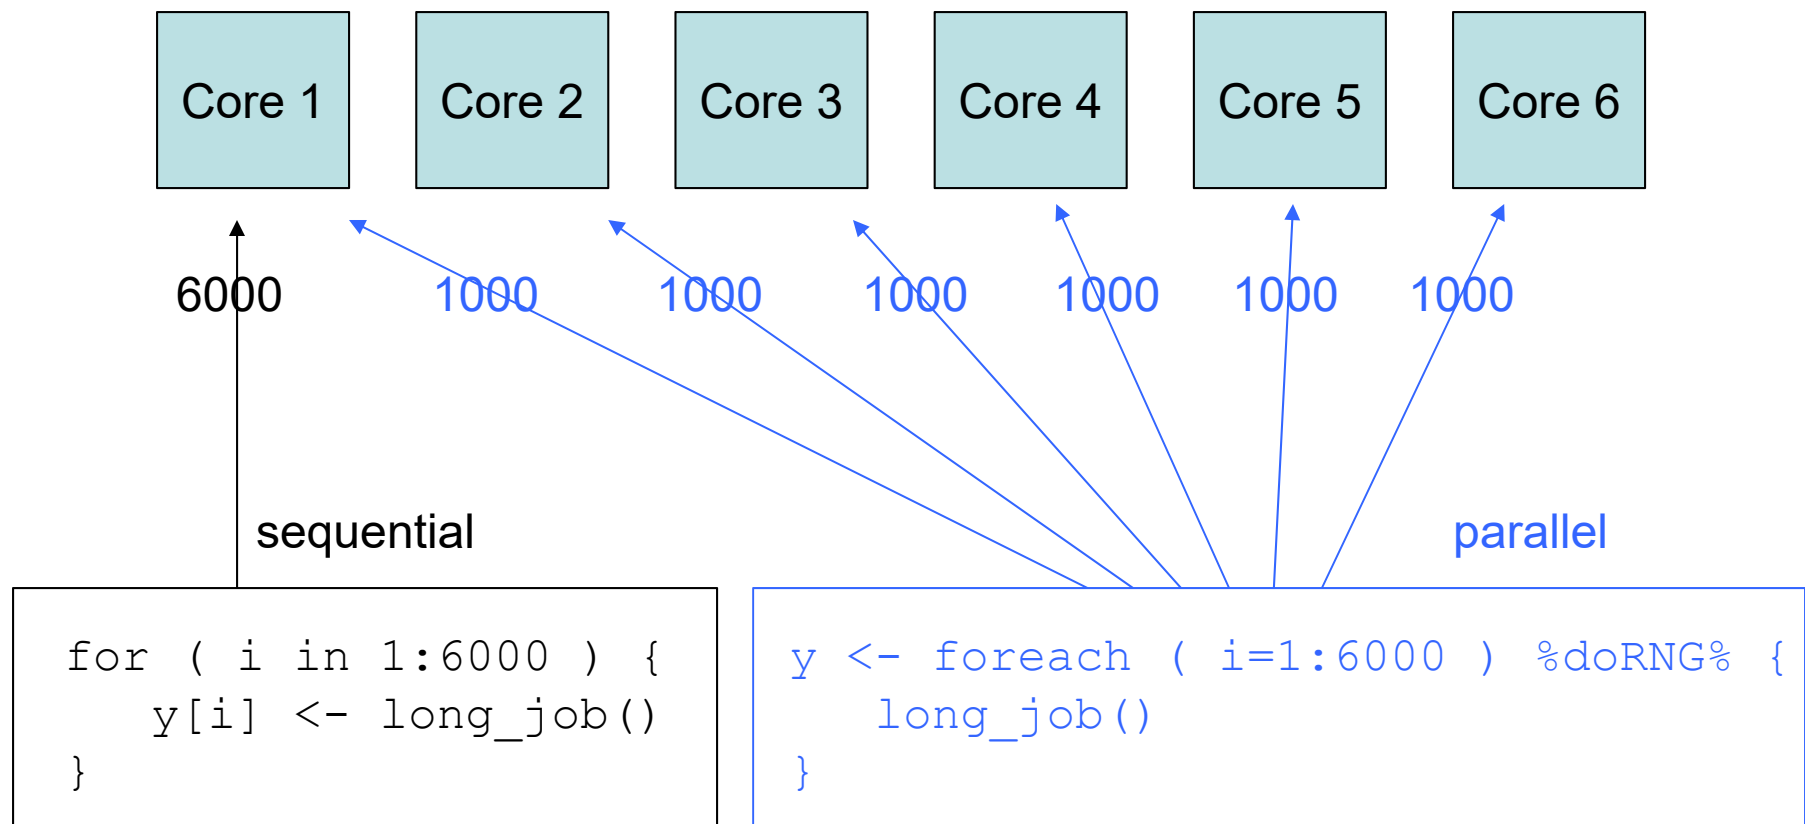 Core 1 Core 2 Core 3 Core 4 Core 5 Core 6
6000 1000 1000 1000 1000 1000 1000
sequential parallel
for ( i in 1:6000 ) {
y[i] <- long_job()
}
y <- foreach ( i=1:6000 ) %doRNG% {
long_job()
}